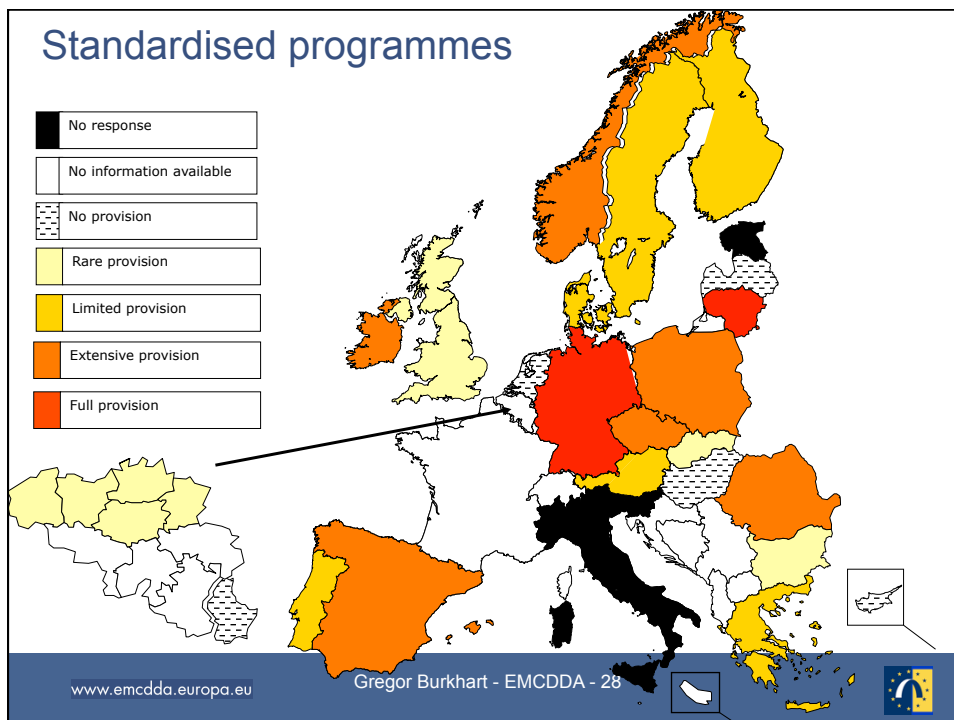 Standardised programmes
No response
No information available
No provision
Rare provision
Limited provision
Extensive provision
Full provision
www.emcdda.europa.eu
Gregor Burkhart - EMCDDA - 28